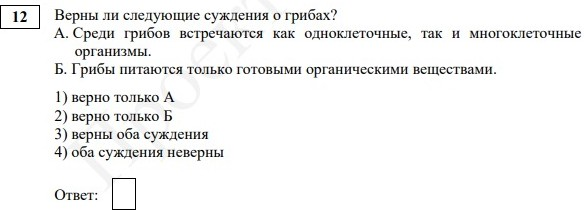 12
Верны ли следующие суждения о грибах?
А. Среди грибов встречаются как одноклеточные, так и многоклеточные
организмы.
Б. Грибы питаются только готовыми органическими веществами.
1) верно только А
2) верно только Б
3) верны оба суждения
4) оба суждения неверны
Ответ: